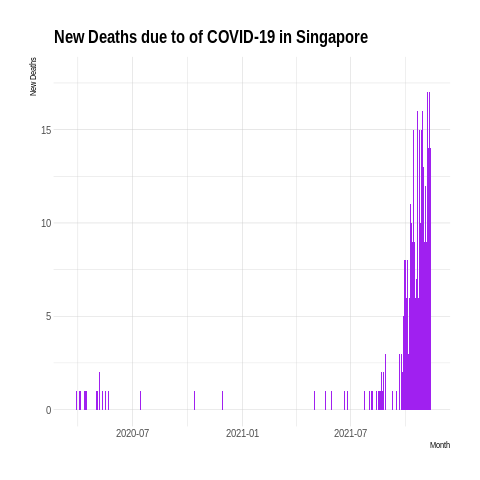 New Deaths due to of COVID-19 in Singapore
New Deaths
15
10
5
0
2020-07
2021-01
2021-07
Month